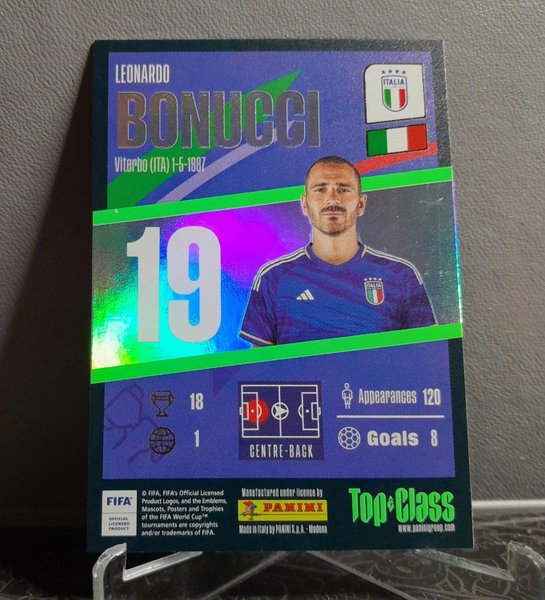 LEONARDO
BONUCCI
Viterbo (ITA) 1-5-1987
ITALIA
19
18
1
CENTRE-BACK
Appearances 120
Goals 8
FIFA®
OFFICIAL
LICENSED
PRODUCT
© FIFA, FIFA's Official Licensed
Product Logos, and the Emblems,
Mascots, Posters and Trophies
of the FIFA World Cup™
tournaments are copyrights
and/or trademarks of FIFA.
Manufactured under licence by
PANINI
Made in Italy by PANINI S.p.A. - Modena
Top Class
www.paninigroup.com